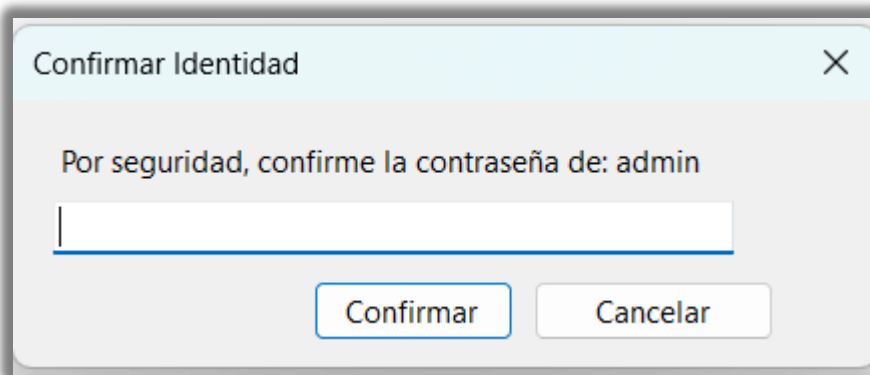 Confirmar Identidad
Por seguridad, confirme la contraseña de: admin
Confirmar Cancelar